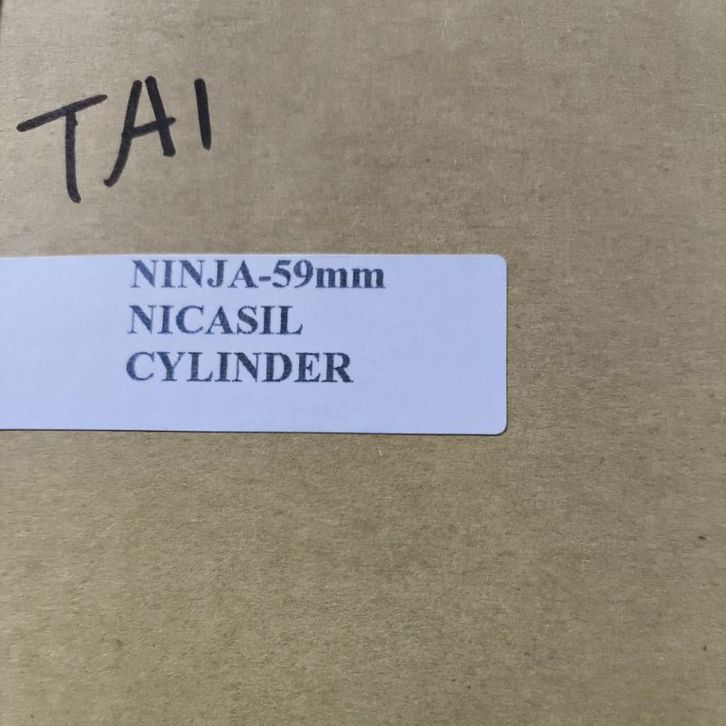 TAI
NINJA-59mm
NICASIL
CYLINDER